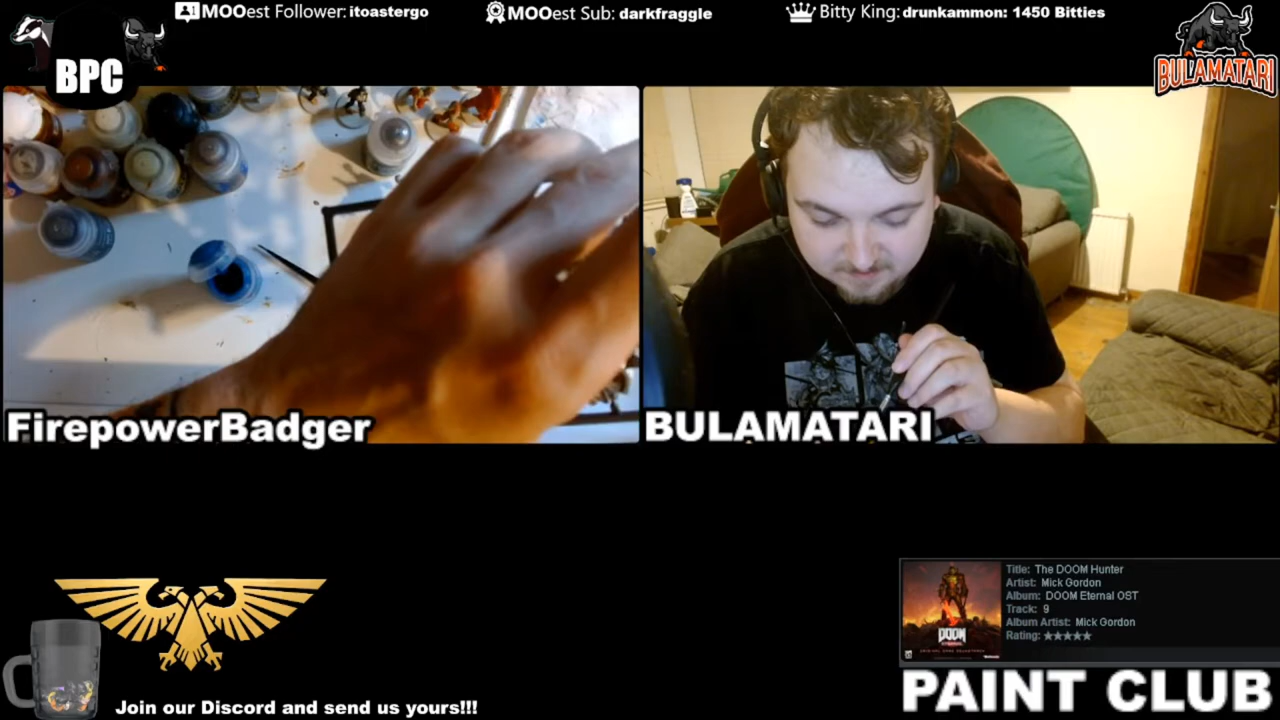 MOOest Follower: itoastergo
MOOest Sub: darkfraggle
Bitty King: drunkammon: 1450 Bitties
BPC
BULAMATARI
FirepowerBadger
BULAMATARI
Title: The DOOM Hunter
Artist: Mick Gordon
Album: DOOM Eternal OST
Track: 9
Album Artist: Mick Gordon
Rating: ★★★★★
DOOM
PAINT CLUB
Join our Discord and send us yours!!!